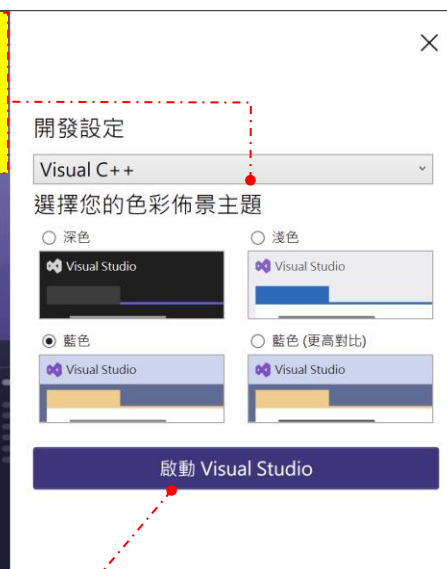 開發設定
Visual C++
選擇您的色彩佈景主題
深色
淺色
Visual Studio
Visual Studio
藍色
藍色 (更高對比)
Visual Studio
Visual Studio
啟動 Visual Studio